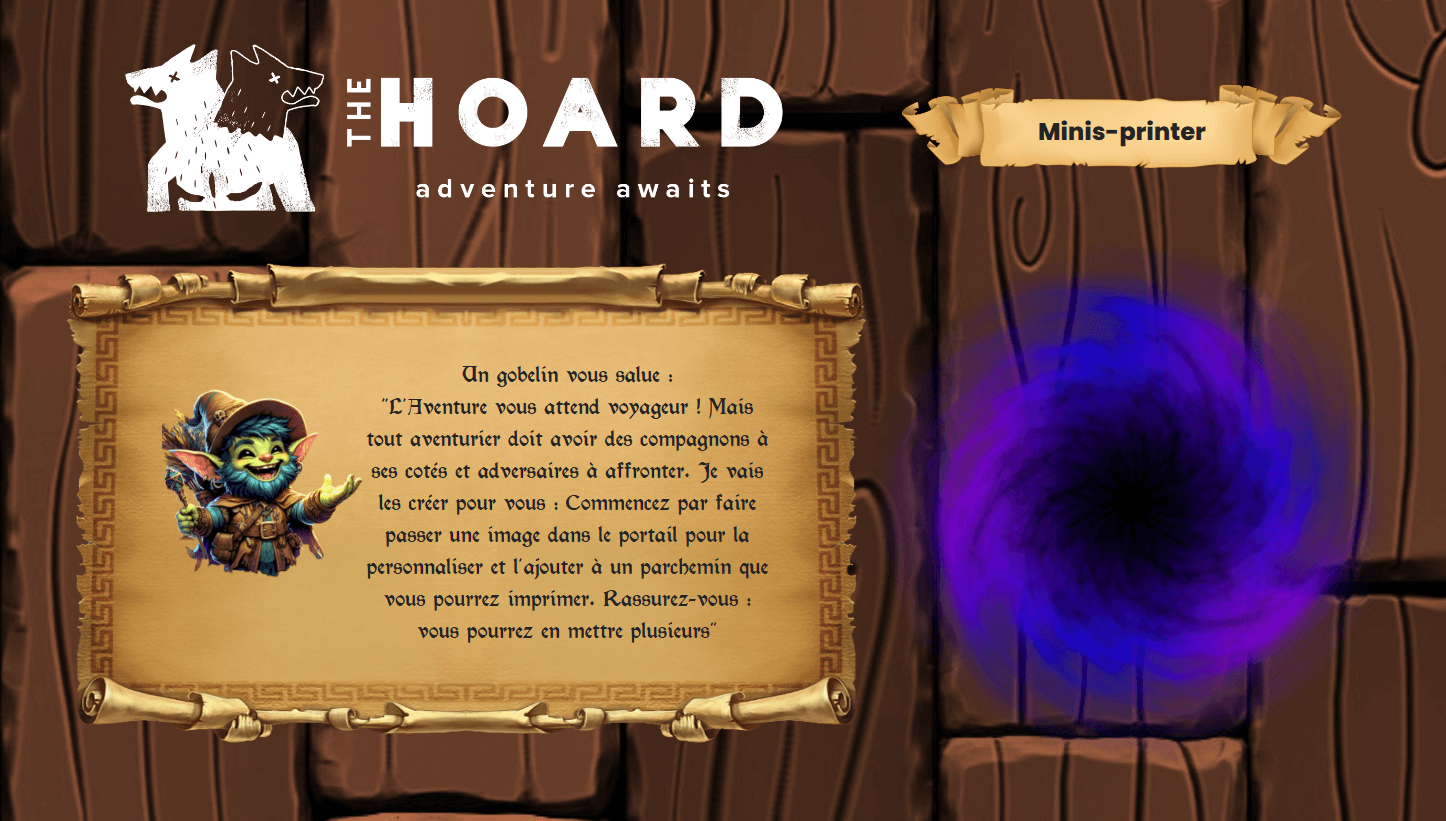 THE HOARD
adventure awaits
Minis-printer
Un gobelin vous salue :
"L'Aventure vous attend voyageur ! Mais
tout aventurier doit avoir des compagnons à
ses cotés et adversaires à affronter. Je vais
les créer pour vous : Commencez par faire
passer une image dans le portail pour la
personnaliser et l'ajouter à un parchemin que
vous pourrez imprimer. Rassurez-vous :
vous pourrez en mettre plusieurs"